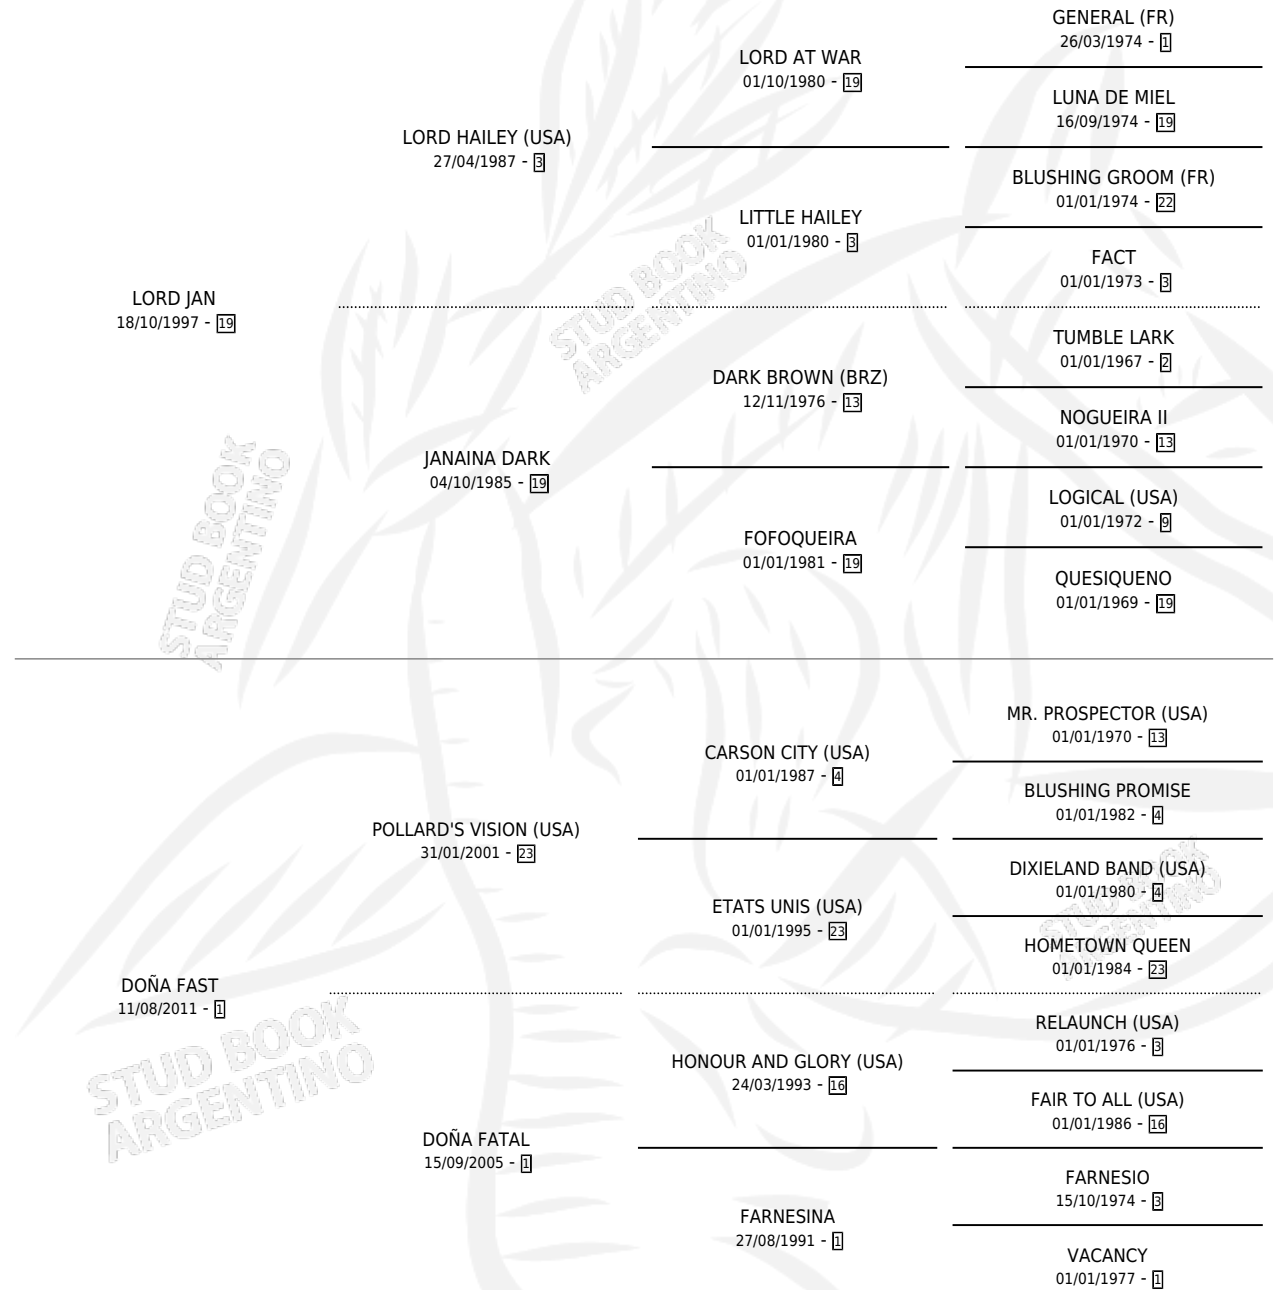 GENERAL (FR)
26/03/1974 - 1
LORD AT WAR
01/10/1980 - 19
LUNA DE MIEL
16/09/1974 - 19
LORD HAILEY (USA)
27/04/1987 - 3
BLUSHING GROOM (FR)
01/01/1974 - 22
LITTLE HAILEY
01/01/1980 - 3
FACT
01/01/1973 - 3
LORD JAN
18/10/1997 - 19
STUD BOOK
ARGENTINO
TUMBLE LARK
01/01/1967 - 2
DARK BROWN (BRZ)
12/11/1976 - 13
NOGUEIRA II
01/01/1970 - 13
JANAINA DARK
04/10/1985 - 19
LOGICAL (USA)
01/01/1972 - 9
FOFOQUEIRA
01/01/1981 - 19
QUESIQUENO
01/01/1969 - 19
STUD BOOK
ARGENTINO
MR. PROSPECTOR (USA)
01/01/1970 - 13
CARSON CITY (USA)
01/01/1987 - 4
BLUSHING PROMISE
01/01/1982 - 4
POLLARD'S VISION (USA)
31/01/2001 - 23
DIXIELAND BAND (USA)
01/01/1980 - 4
ETATS UNIS (USA)
01/01/1995 - 23
STUD BOOK
ARGENTINO
HOMETOWN QUEEN
01/01/1984 - 23
DOÑA FAST
11/08/2011 - 1
STUD BOOK
ARGENTINO
RELAUNCH (USA)
01/01/1976 - 3
HONOUR AND GLORY (USA)
24/03/1993 - 16
FAIR TO ALL (USA)
01/01/1986 - 16
DOÑA FATAL
15/09/2005 - 1
FARNESIO
15/10/1974 - 3
FARNESINA
27/08/1991 - 1
VACANCY
01/01/1977 - 1